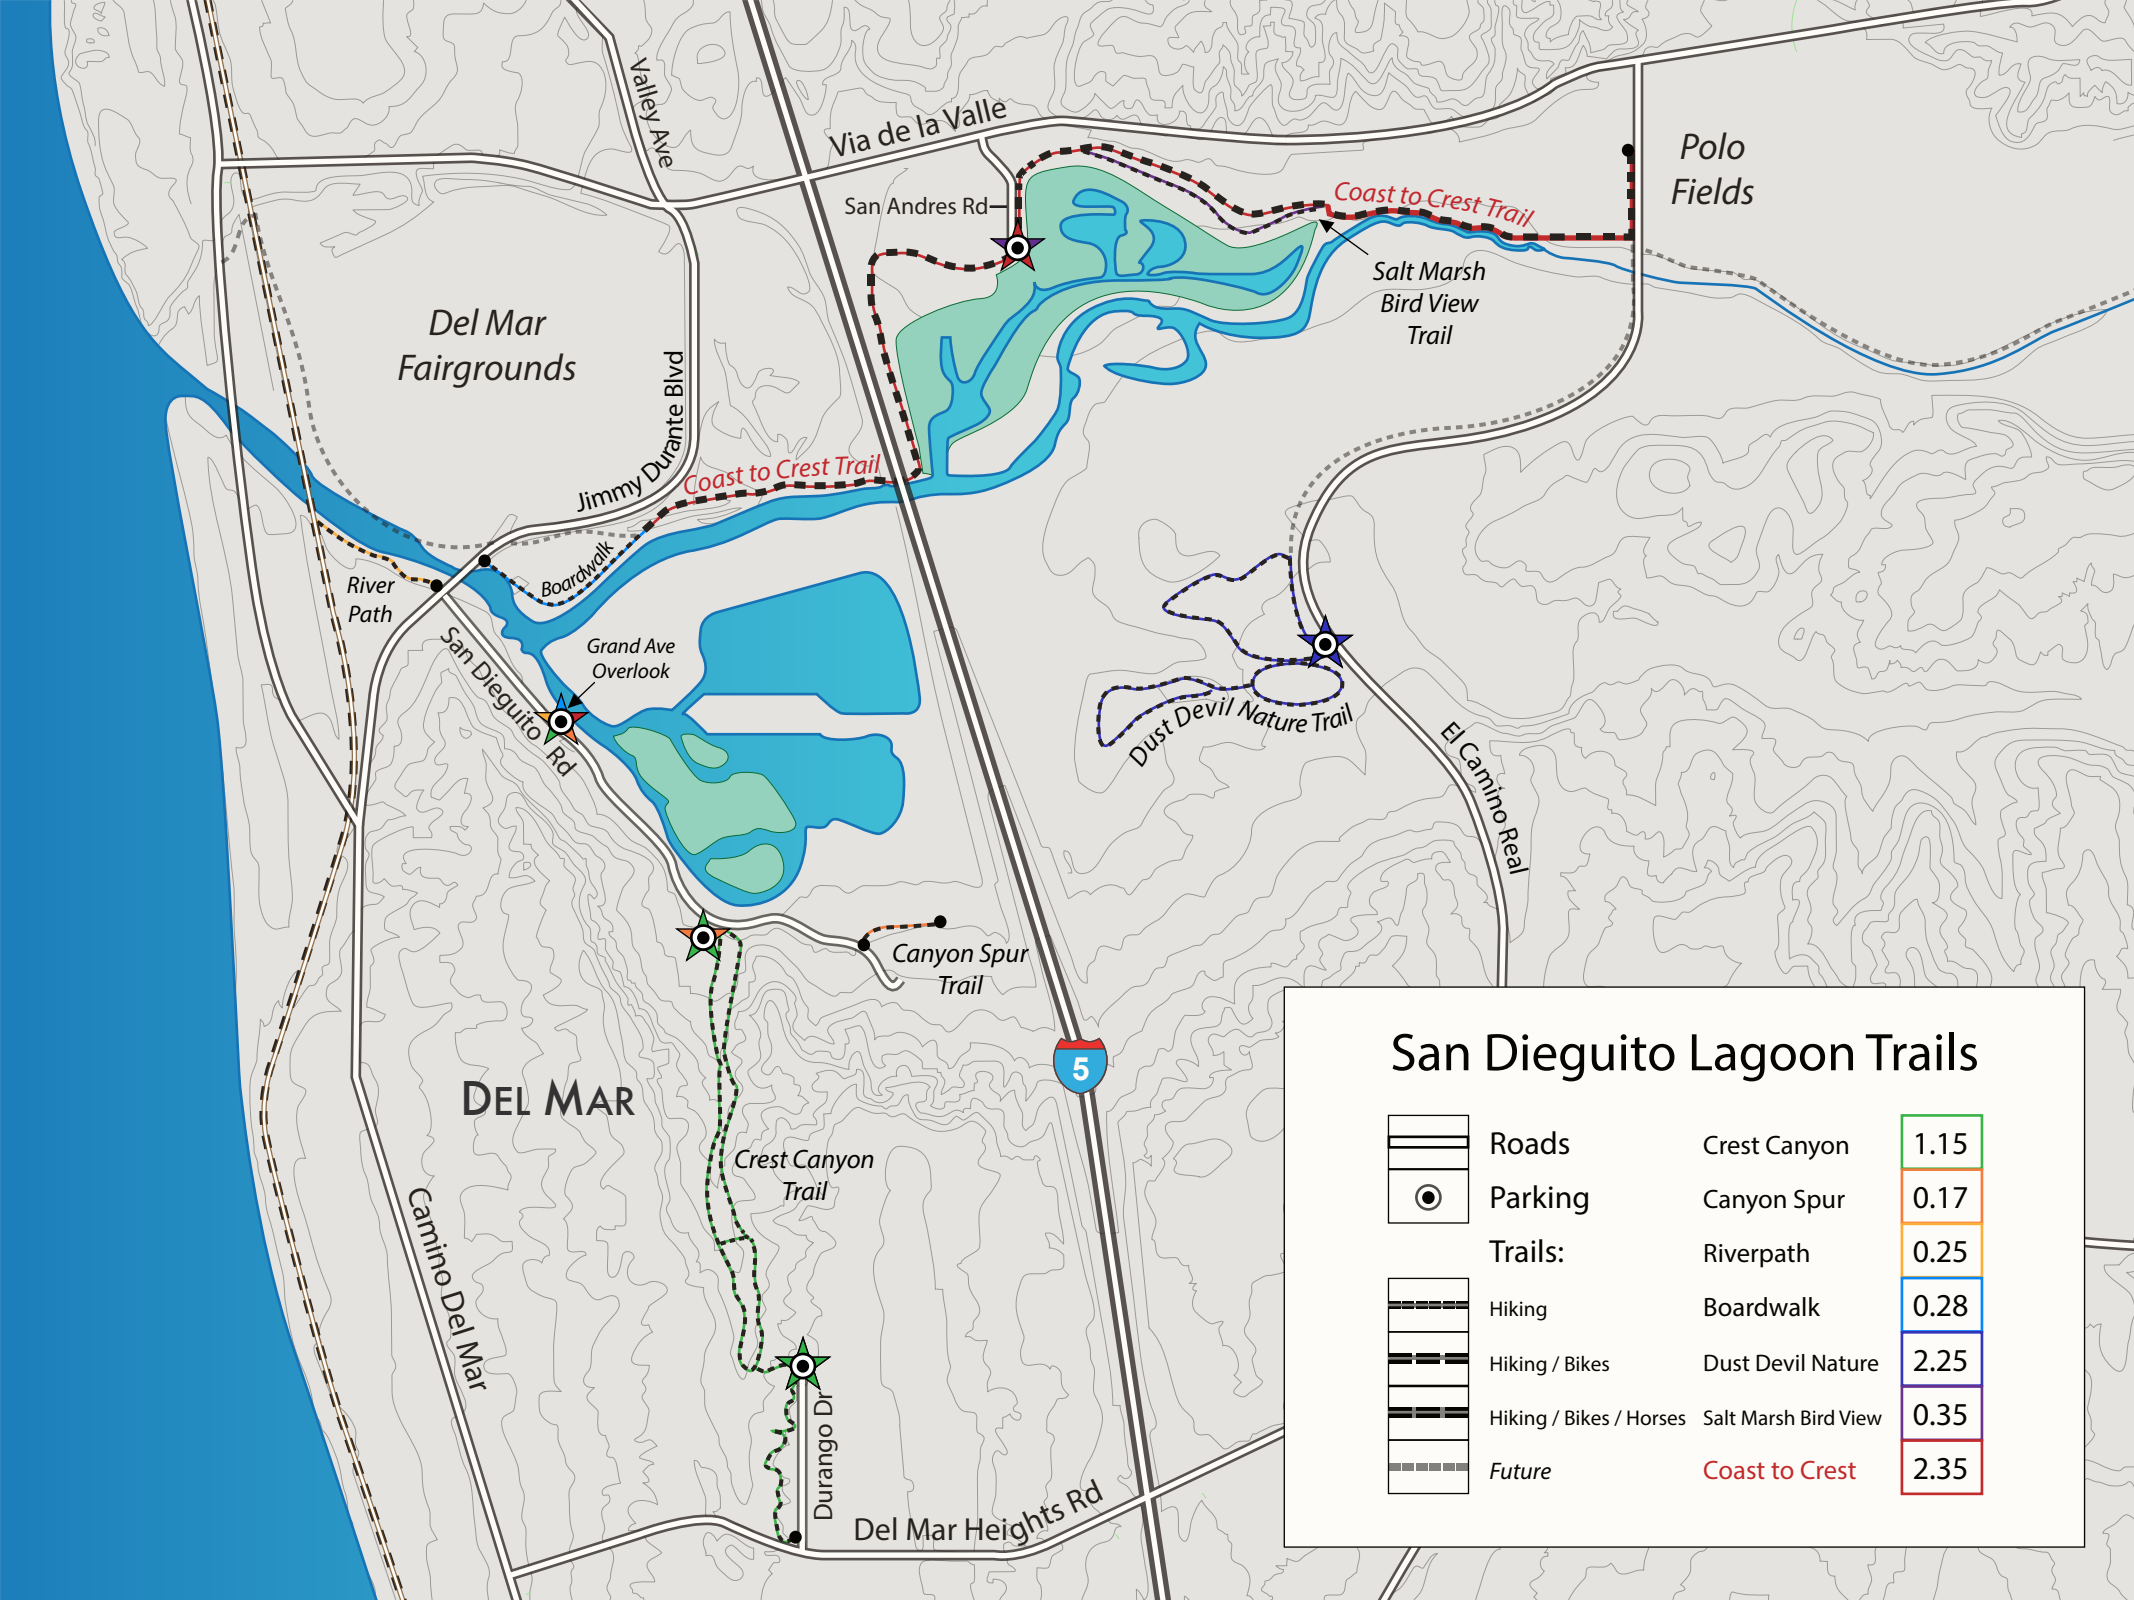 Valley Ave
Via de la Valle
Polo
Fields
San Andres Rd
Coast to Crest Trail
Salt Marsh
Bird View
Trail
Del Mar
Fairgrounds
Jimmy Durante Blvd
Coast to Crest Trail
Boardwalk
River
Path
San Dieguito Rd
Grand Ave
Overlook
Dust Devil Nature Trail
El Camino Real
Canyon Spur
Trail
5
DEL MAR
Crest Canyon
Trail
Camino Del Mar
Durango Dr
Del Mar Heights Rd
San Dieguito Lagoon Trails
Roads Crest Canyon 1.15
Parking Canyon Spur 0.17
Trails: Riverpath 0.25
Hiking Boardwalk 0.28
Hiking / Bikes Dust Devil Nature 2.25
Hiking / Bikes / Horses Salt Marsh Bird View 0.35
Future Coast to Crest 2.35